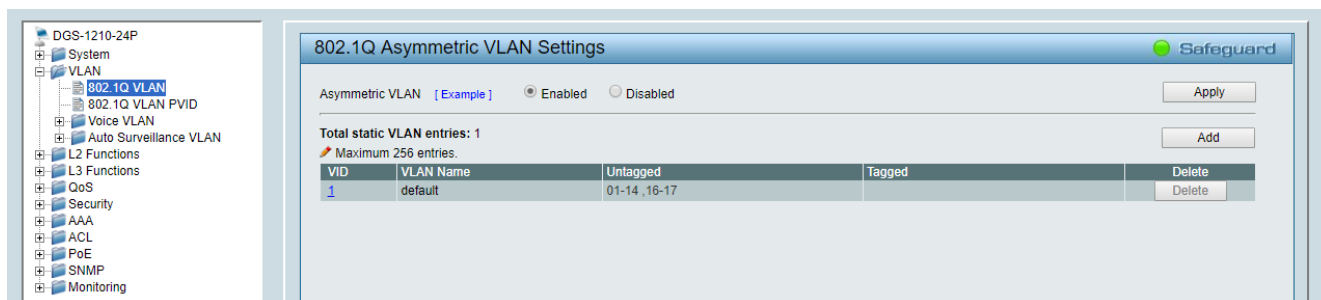 DGS-1210-24P
System
VLAN
802.1Q VLAN
802.1Q VLAN PVID
Voice VLAN
Auto Surveillance VLAN
L2 Functions
L3 Functions
QoS
Security
AAA
ACL
PoE
SNMP
Monitoring
802.1Q Asymmetric VLAN Settings Safeguard
Asymmetric VLAN [ Example ] Enabled Disabled Apply
Total static VLAN entries: 1 Add
Maximum 256 entries.
VID VLAN Name Untagged Tagged Delete
1 default 01-14 ,16-17 Delete